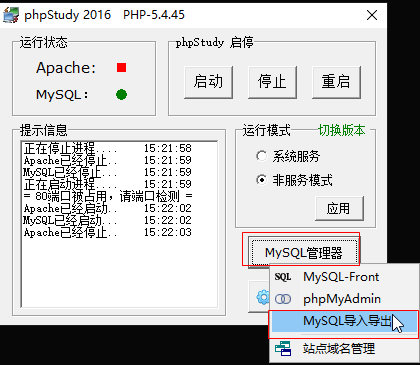 phpStudy 2016 PHP-5.4.45
运行状态
Apache:
MySQL:
phpStudy 启停
启动 停止 重启
提示信息
正在停止进程.... 15:21:58
Apache已经停止.. 15:21:59
MySQL已经停止... 15:21:59
正在启动进程.... 15:21:59
= 80端口被占用，请端口检测 =
Apache已经启动.. 15:22:02
MySQL已经启动... 15:22:02
Apache已经停止.. 15:22:03
运行模式 切换版本
系统服务
非服务模式
应用
MySQL管理器
SQL MySQL-Front
phpMyAdmin
MySQL导入导出
站点域名管理